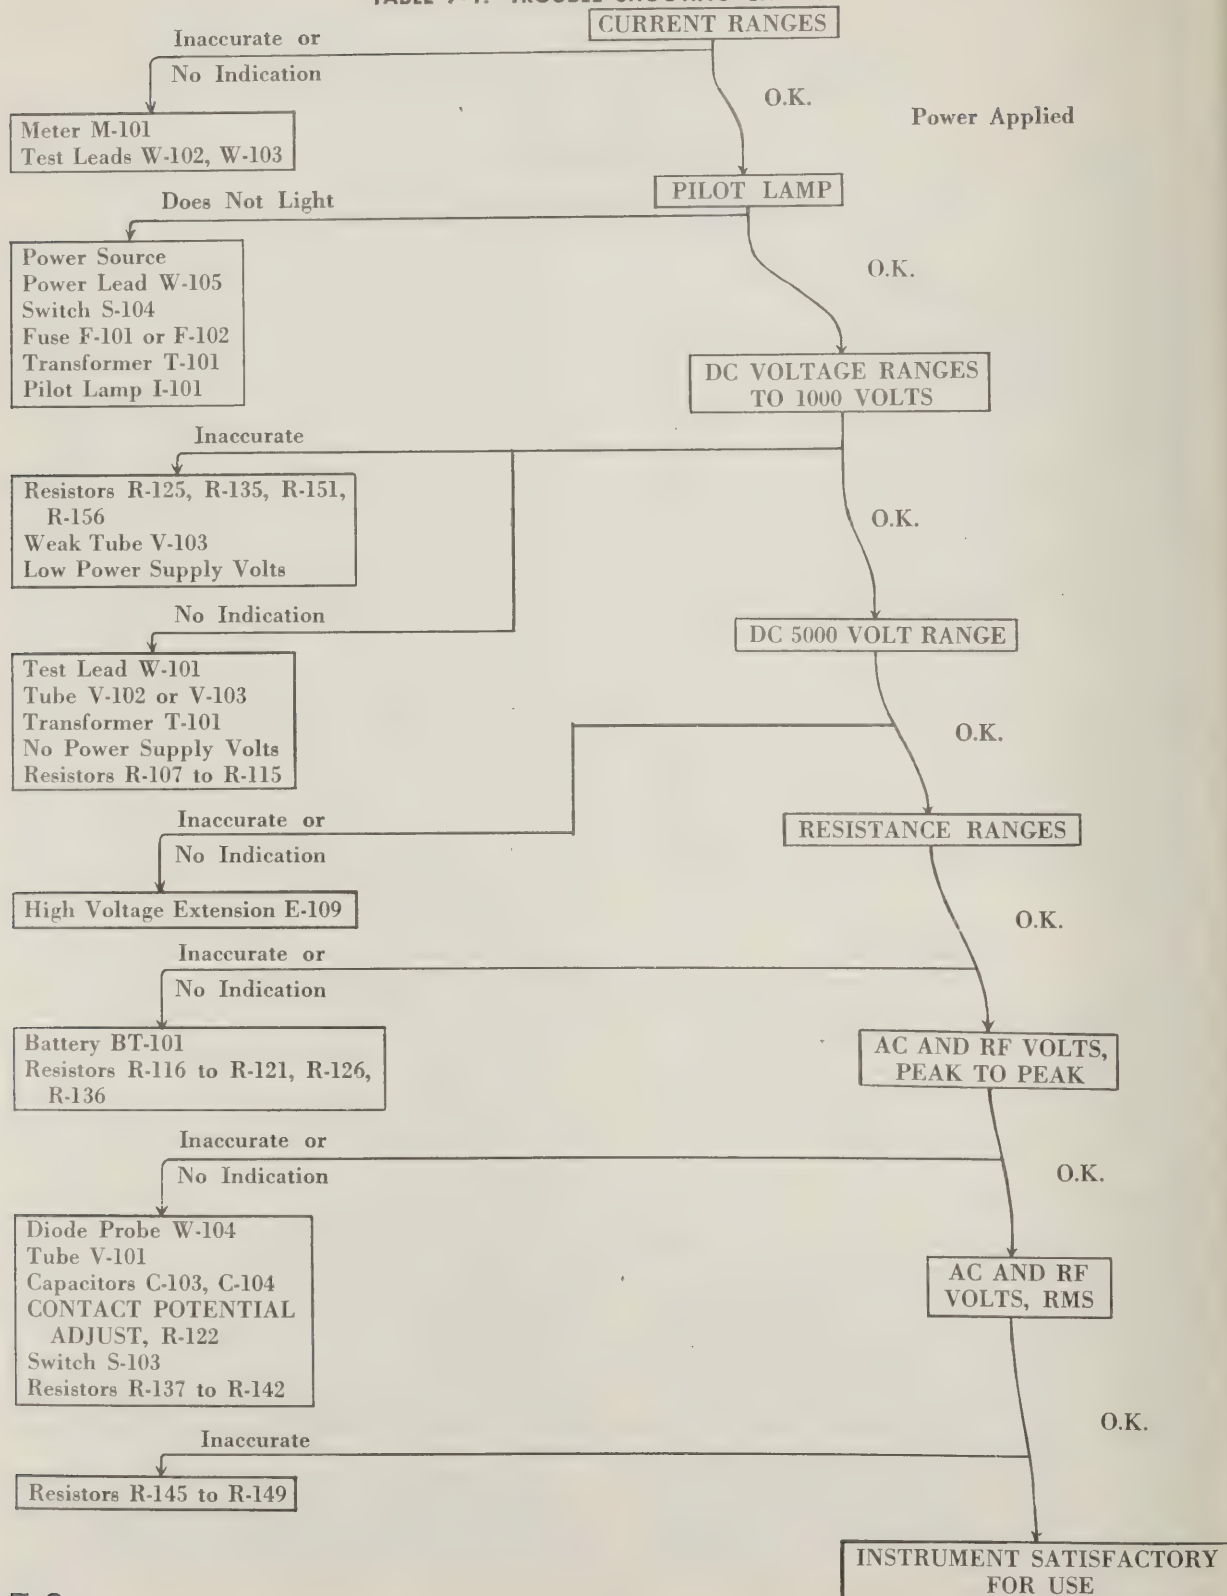 CURRENT RANGES
Inaccurate or
No Indication
O.K.
Power Applied
Meter M-101
Test Leads W-102, W-103
PILOT LAMP
Does Not Light
Power Source
Power Lead W-105
Switch S-104
Fuse F-101 or F-102
Transformer T-101
Pilot Lamp I-101
O.K.
DC VOLTAGE RANGES
TO 1000 VOLTS
Inaccurate
Resistors R-125, R-135, R-151,
R-156
Weak Tube V-103
Low Power Supply Volts
O.K.
No Indication
DC 5000 VOLT RANGE
Test Lead W-101
Tube V-102 or V-103
Transformer T-101
No Power Supply Volts
Resistors R-107 to R-115
O.K.
Inaccurate or
No Indication
RESISTANCE RANGES
High Voltage Extension E-109
O.K.
Inaccurate or
No Indication
Battery BT-101
Resistors R-116 to R-121, R-126,
R-136
AC AND RF VOLTS,
PEAK TO PEAK
Inaccurate or
No Indication
O.K.
Diode Probe W-104
Tube V-101
Capacitors C-103, C-104
CONTACT POTENTIAL
ADJUST, R-122
Switch S-103
Resistors R-137 to R-142
AC AND RF
VOLTS, RMS
O.K.
Inaccurate
Resistors R-145 to R-149
INSTRUMENT SATISFACTORY
FOR USE